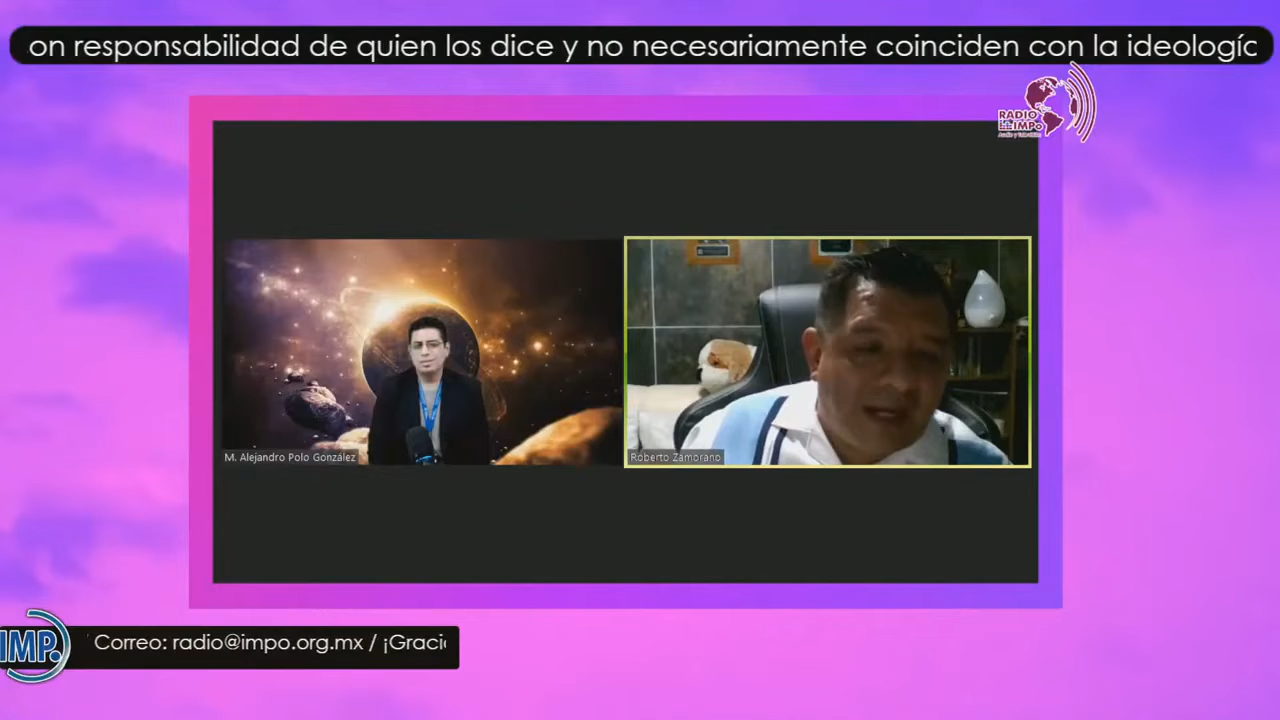 on responsabilidad de quien los dice y no necesariamente coinciden con la ideologíc
RADIO
IMPO
M. Alejandro Polo González
Roberto Zamorano
IMP.
Correo: radio@impo.org.mx / ¡Graci